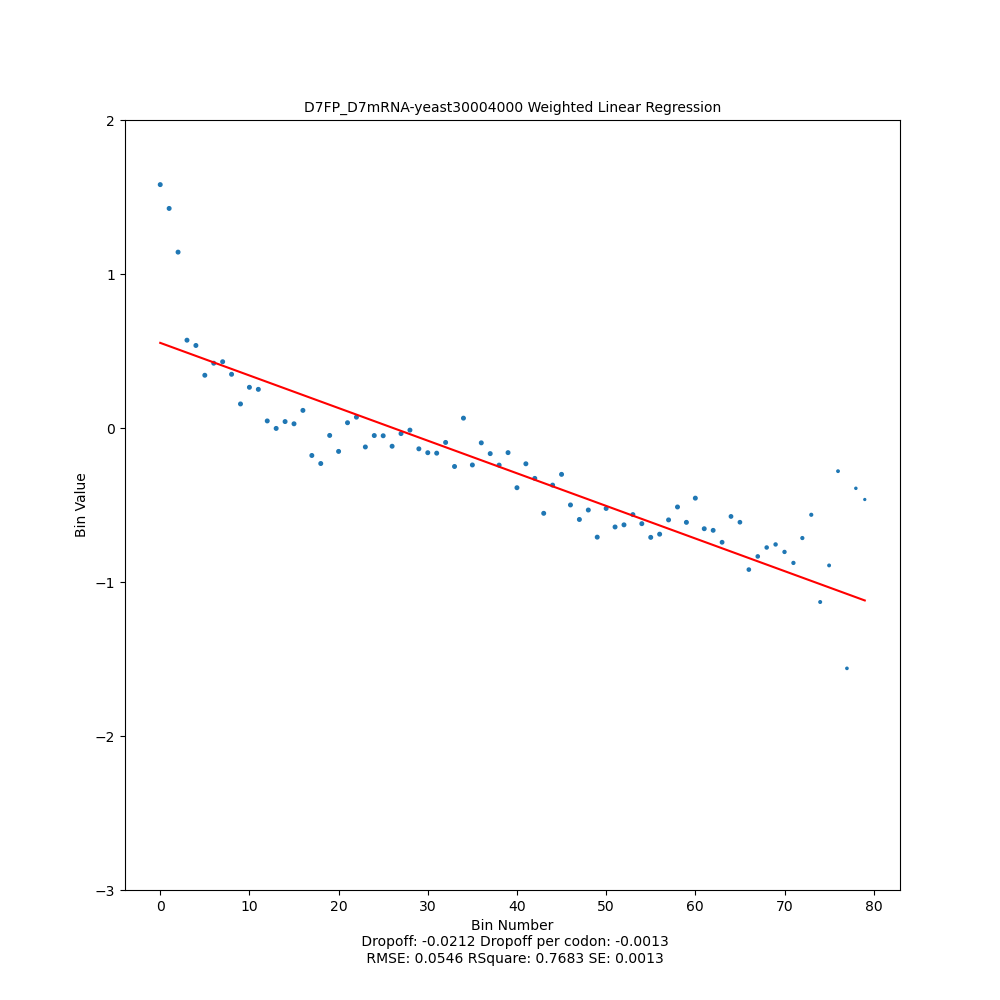 D7FP_D7mRNA-yeast30004000 Weighted Linear Regression
2
1
0
−1
−2
−3
Bin Value
0 10 20 30 40 50 60 70 80
Bin Number
Dropoff: -0.0212 Dropoff per codon: -0.0013
RMSE: 0.0546 RSquare: 0.7683 SE: 0.0013